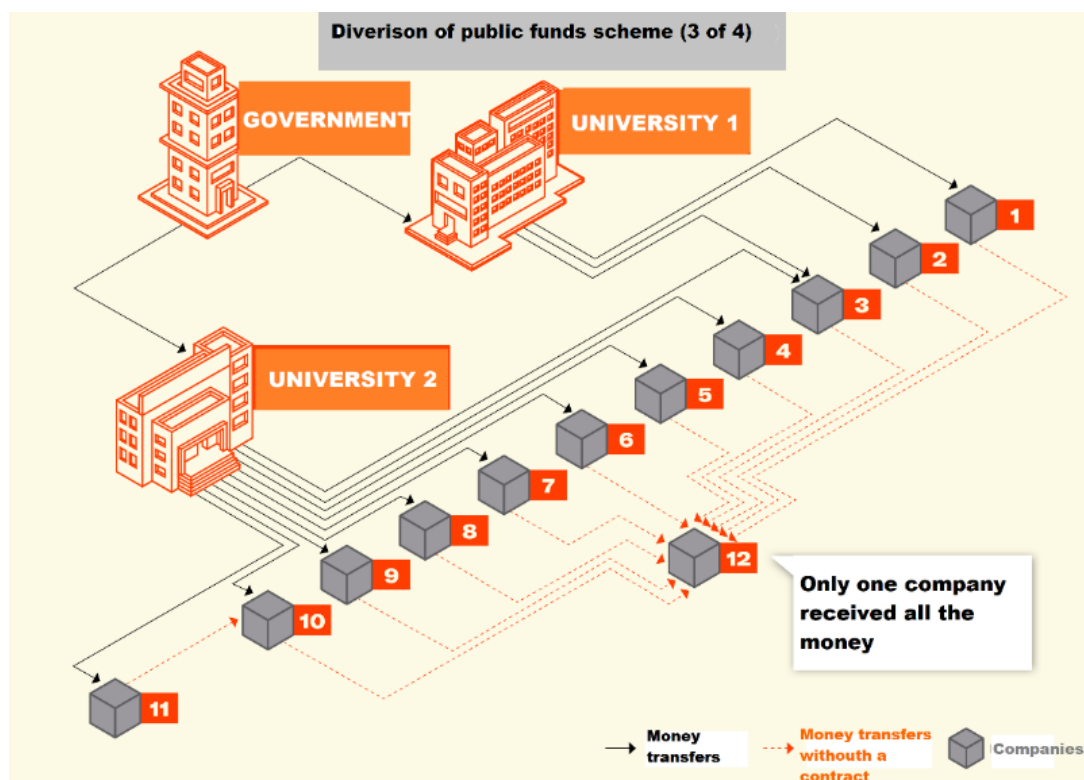 Diverison of public funds scheme (3 of 4)
GOVERNMENT
UNIVERSITY 1
1
2
3
4
UNIVERSITY 2
5
6
7
8
12
9
Only one company
received all the
money
10
11
Money
transfers
Money transfers
withouth a
contract
Companies